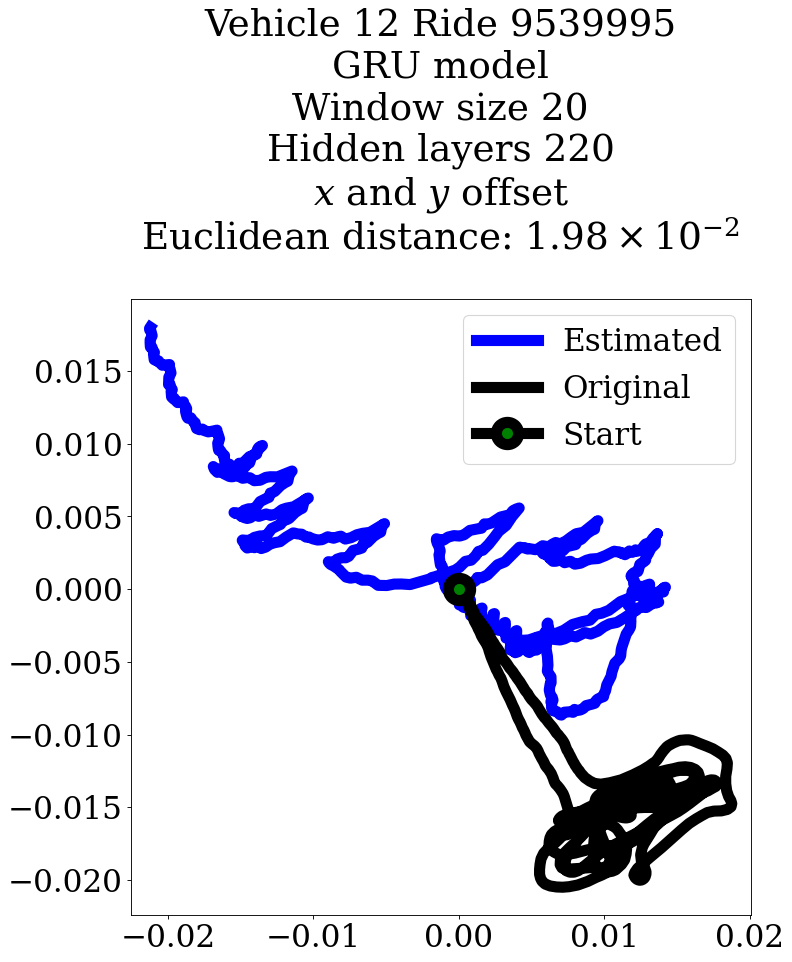 Vehicle 12 Ride 9539995
GRU model
Window size 20
Hidden layers 220
x and y offset
Euclidean distance: 1.98 × 10⁻²
Estimated
Original
Start
0.015
0.010
0.005
0.000
−0.005
−0.010
−0.015
−0.020
−0.02
−0.01
0.00
0.01
0.02